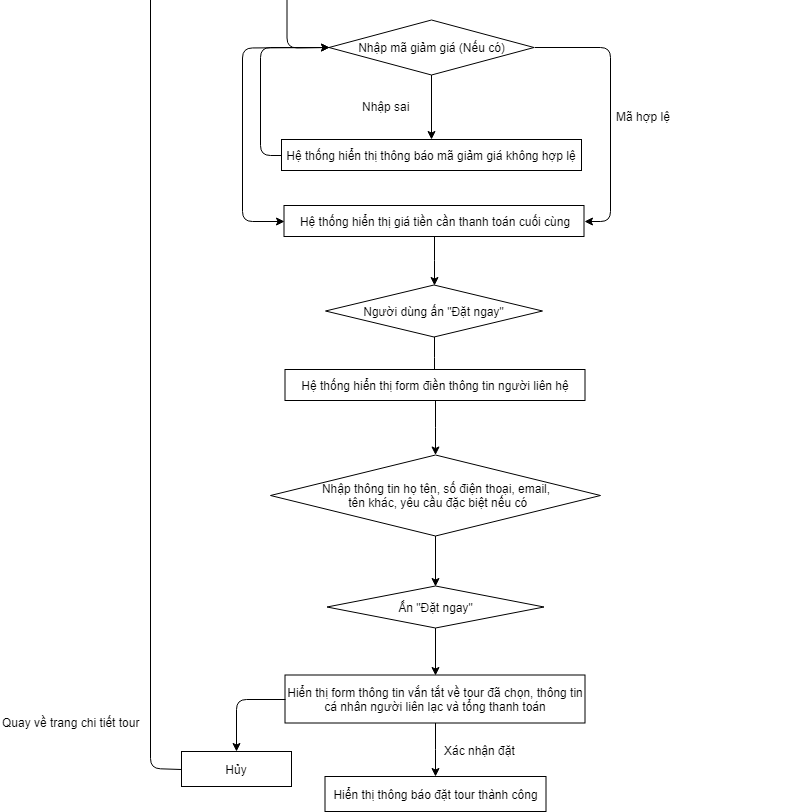 Nhập mã giảm giá (Nếu có)
Nhập sai
Mã hợp lệ
Hệ thống hiển thị thông báo mã giảm giá không hợp lệ
Hệ thống hiển thị giá tiền cần thanh toán cuối cùng
Người dùng ấn "Đặt ngay"
Hệ thống hiển thị form điền thông tin người liên hệ
Nhập thông tin họ tên, số điện thoại, email,
tên khác, yêu cầu đặc biệt nếu có
Ấn "Đặt ngay"
Hiển thị form thông tin vắn tắt về tour đã chọn, thông tin
cá nhân người liên lạc và tổng thanh toán
Quay về trang chi tiết tour
Xác nhận đặt
Hủy
Hiển thị thông báo đặt tour thành công